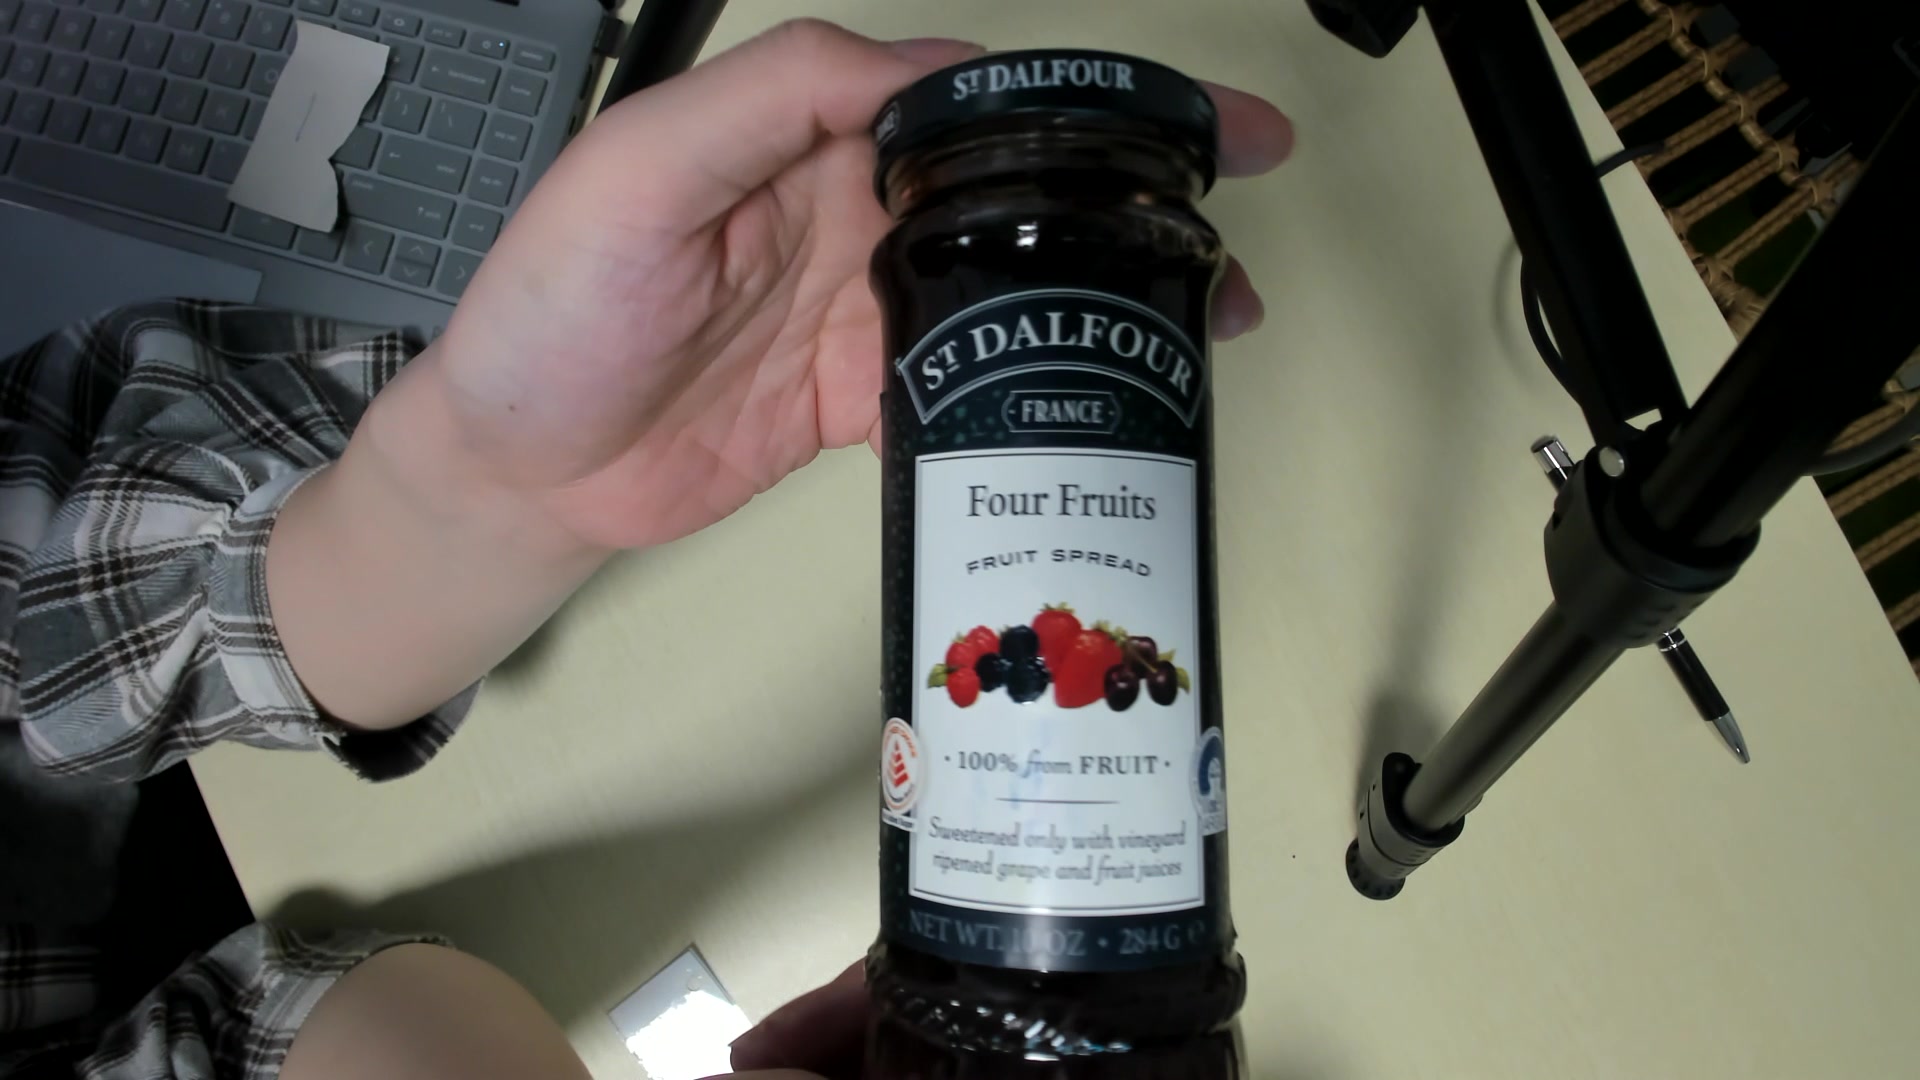 ST DALFOUR
ST DALFOUR
FRANCE
Four Fruits
FRUIT SPREAD
· 100% from FRUIT ·
Sweetened only with vineyard
ripened grape and fruit juices
NET WT. 10 OZ • 284 G